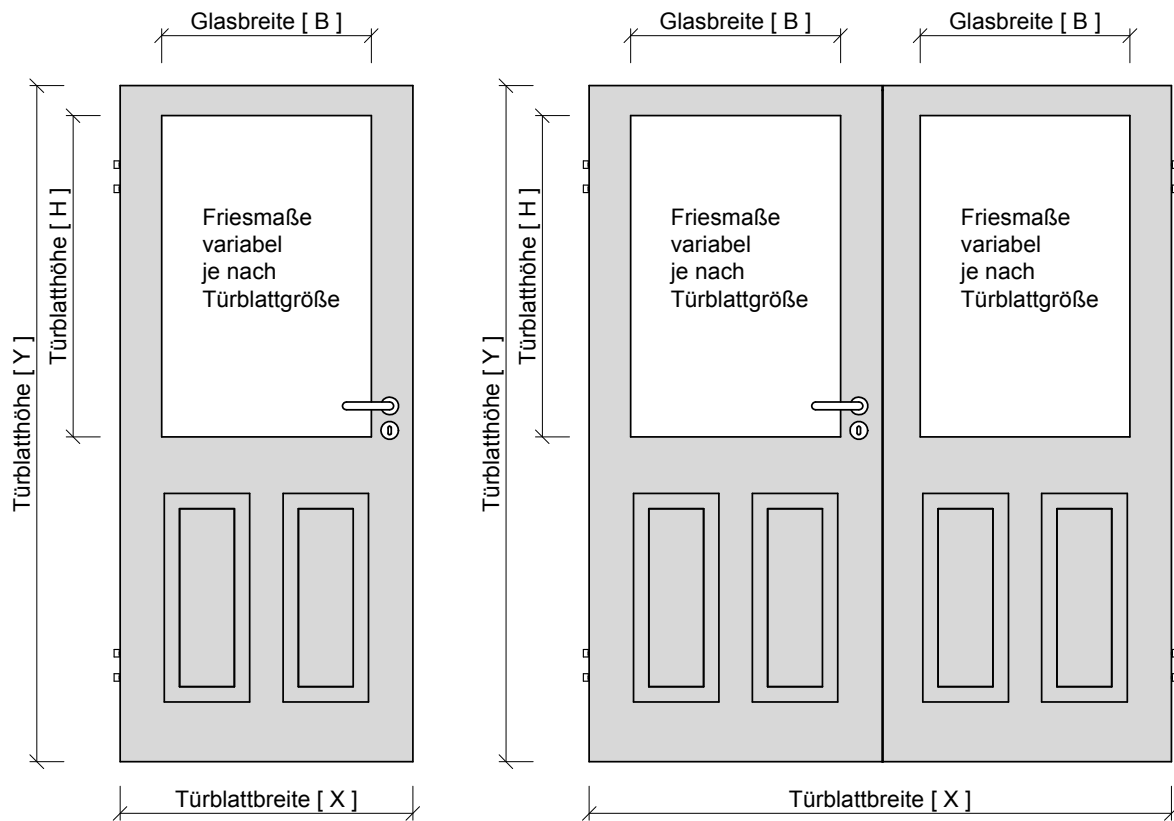 Glasbreite [ B ]
Glasbreite [ B ]
Glasbreite [ B ]
Türblatthöhe [ Y ]
Türblatthöhe [ H ]
Friesmaße
variabel
je nach
Türblattgröße
Türblatthöhe [ Y ]
Türblatthöhe [ H ]
Friesmaße
variabel
je nach
Türblattgröße
Friesmaße
variabel
je nach
Türblattgröße
Türblattbreite [ X ]
Türblattbreite [ X ]